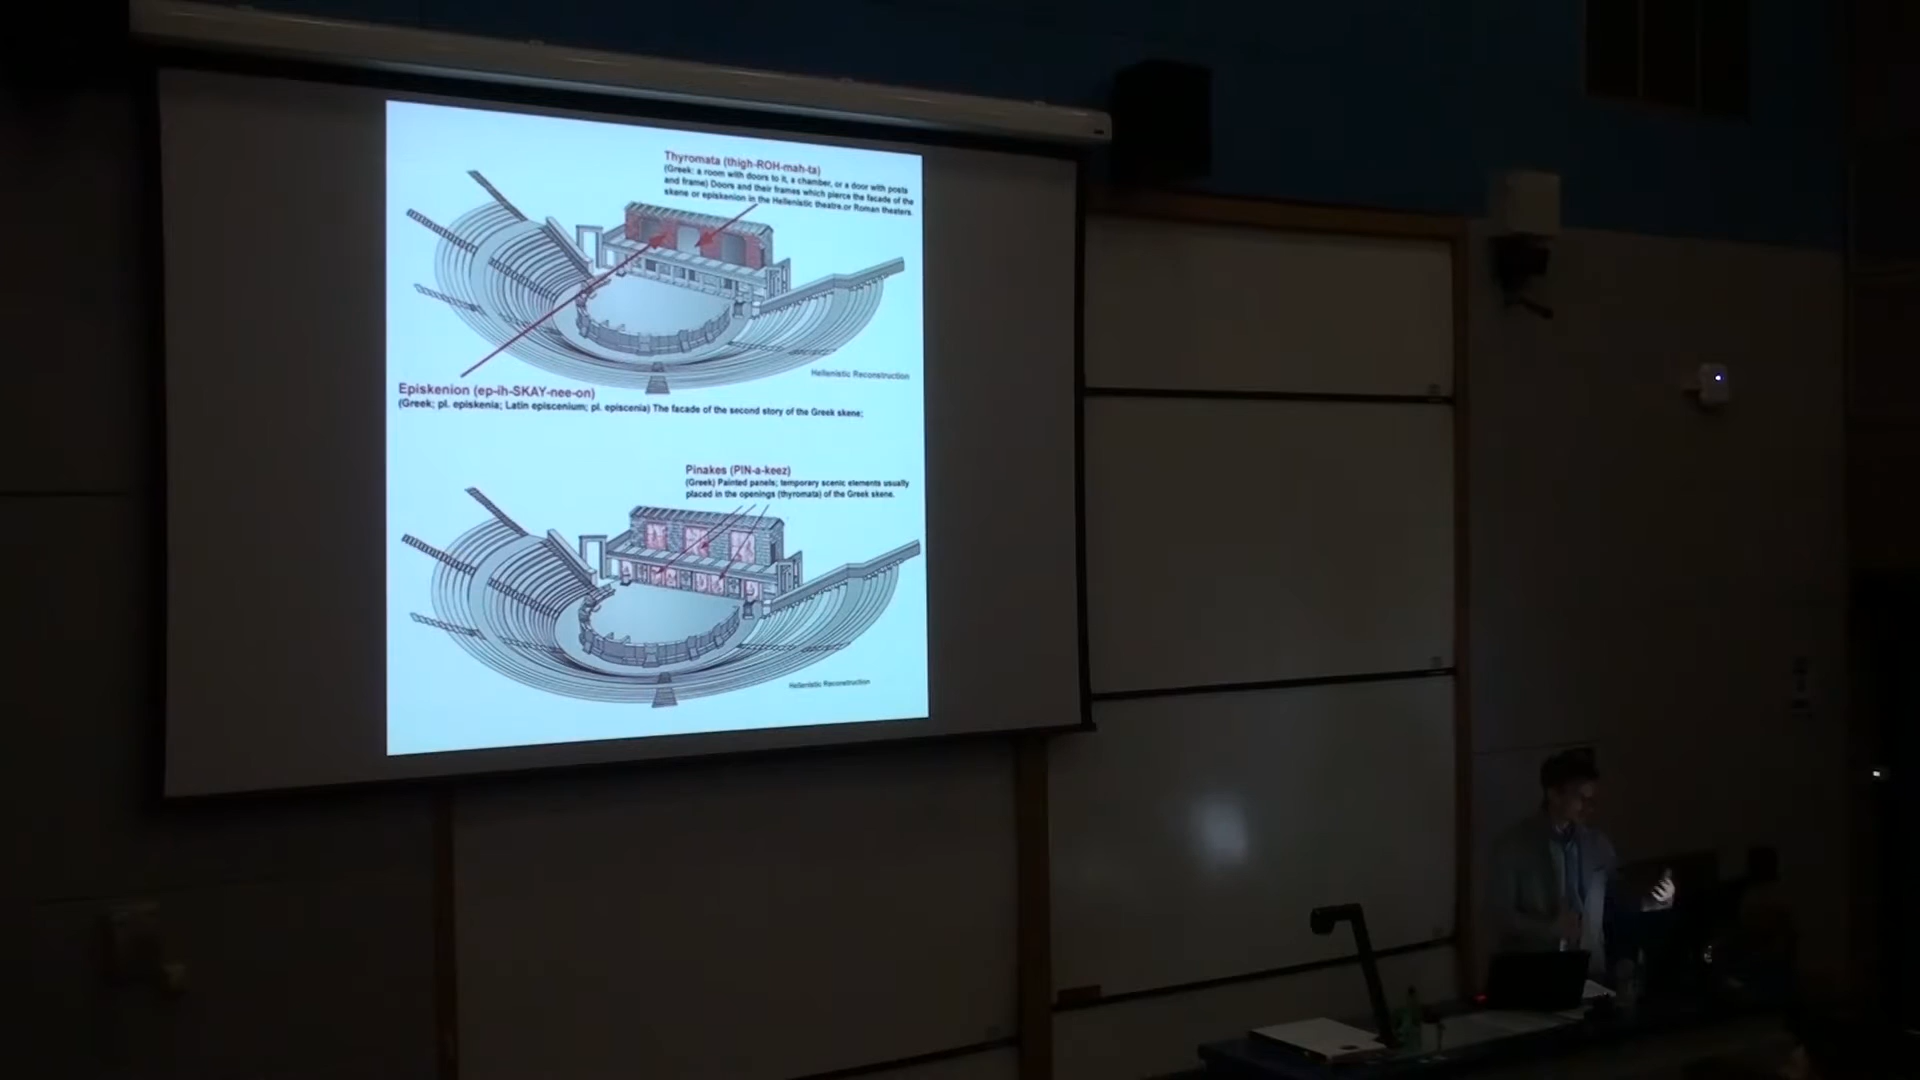 Thyromata (thigh-ROH-mah-ta)
(Greek: a room with doors to it, a chamber, or a door with posts
and frame) Doors and their frames which pierce the facade of the
skene or episkenion in the Hellenistic theatre.or Roman theaters.
Hellenistic Reconstruction
Episkenion (ep-ih-SKAY-nee-on)
(Greek; pl. episkenia; Latin episcenium; pl. episcenia) The facade of the second story of the Greek skene;
Pinakes (PIN-a-keez)
(Greek) Painted panels; temporary scenic elements usually
placed in the openings (thyromata) of the Greek skene.
Hellenistic Reconstruction